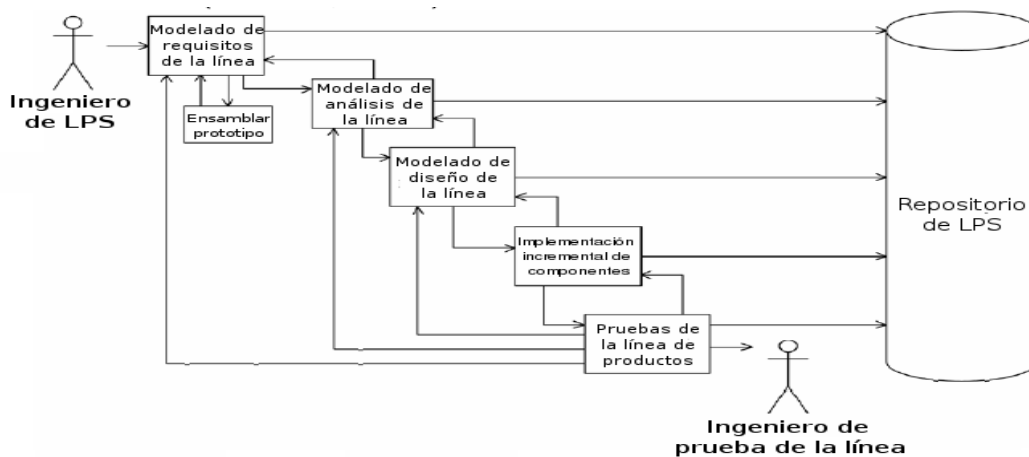 Modelado de
requisitos
de la línea
Ingeniero
de LPS
Ensamblar
prototipo
Modelado de
análisis de
la línea
Modelado de
diseño de
la línea
Implementación
incremental de
componentes
Pruebas de
la línea de
productos
Repositorio
de LPS
Ingeniero de
prueba de la línea